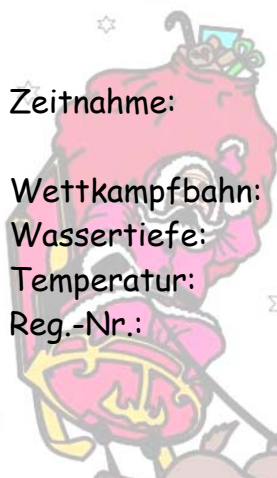 Zeitnahme:
Wettkampfbahn:
Wassertiefe:
Temperatur:
Reg.-Nr.: